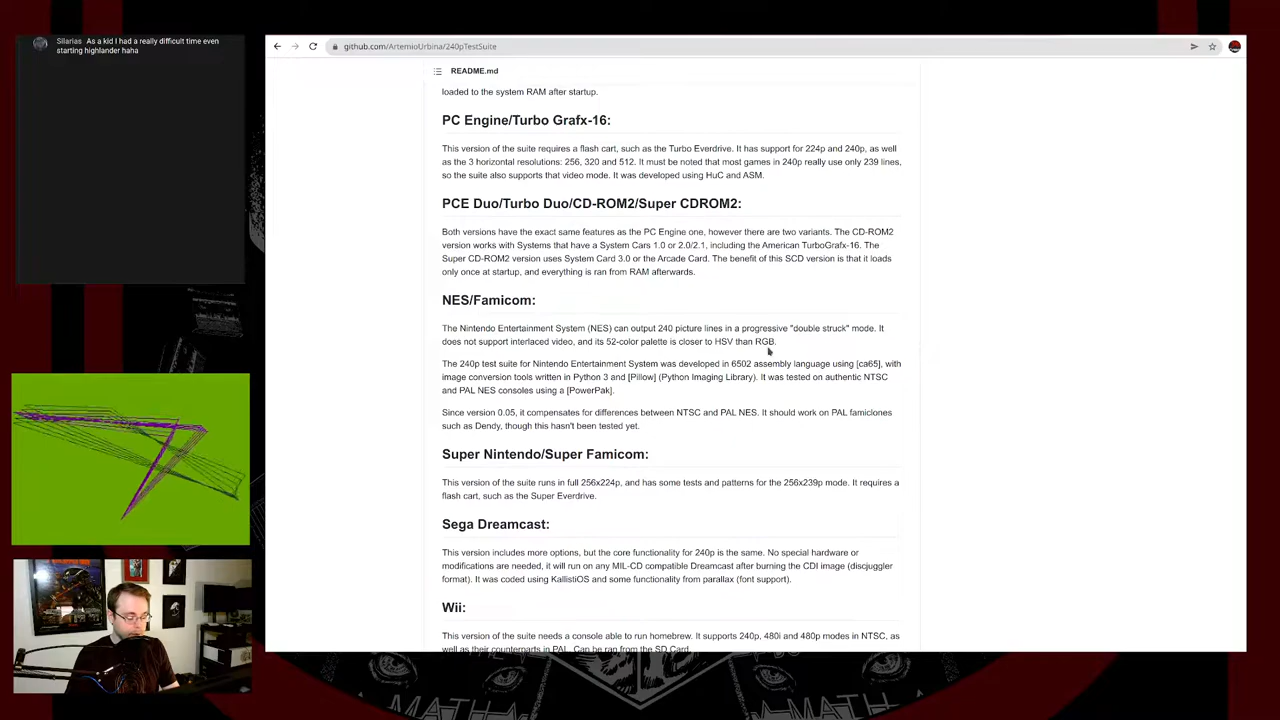 Silarias As a kid I had a really difficult time even
starting highlander haha
github.com/ArtemioUrbina/240pTestSuite
README.md
loaded to the system RAM after startup.
PC Engine/Turbo Grafx-16:
This version of the suite requires a flash cart, such as the Turbo Everdrive. It has support for 224p and 240p, as well
as the 3 horizontal resolutions: 256, 320 and 512. It must be noted that most games in 240p really use only 239 lines,
so the suite also supports that video mode. It was developed using HuC and ASM.
PCE Duo/Turbo Duo/CD-ROM2/Super CDROM2:
Both versions have the exact same features as the PC Engine one, however there are two variants. The CD-ROM2
version works with Systems that have a System Cars 1.0 or 2.0/2.1, including the American TurboGrafx-16. The
Super CD-ROM2 version uses System Card 3.0 or the Arcade Card. The benefit of this SCD version is that it loads
only once at startup, and everything is ran from RAM afterwards.
NES/Famicom:
The Nintendo Entertainment System (NES) can output 240 picture lines in a progressive "double struck" mode. It
does not support interlaced video, and its 52-color palette is closer to HSV than RGB.
The 240p test suite for Nintendo Entertainment System was developed in 6502 assembly language using [ca65], with
image conversion tools written in Python 3 and [Pillow] (Python Imaging Library). It was tested on authentic NTSC
and PAL NES consoles using a [PowerPak].
Since version 0.05, it compensates for differences between NTSC and PAL NES. It should work on PAL famiclones
such as Dendy, though this hasn't been tested yet.
Super Nintendo/Super Famicom:
This version of the suite runs in full 256x224p, and has some tests and patterns for the 256x239p mode. It requires a
flash cart, such as the Super Everdrive.
Sega Dreamcast:
This version includes more options, but the core functionality for 240p is the same. No special hardware or
modifications are needed, it will run on any MIL-CD compatible Dreamcast after burning the CDI image (discjuggler
format). It was coded using KallistiOS and some functionality from parallax (font support).
Wii:
This version of the suite needs a console able to run homebrew. It supports 240p, 480i and 480p modes in NTSC, as
well as their counterparts in PAL. Can be ran from the SD Card.